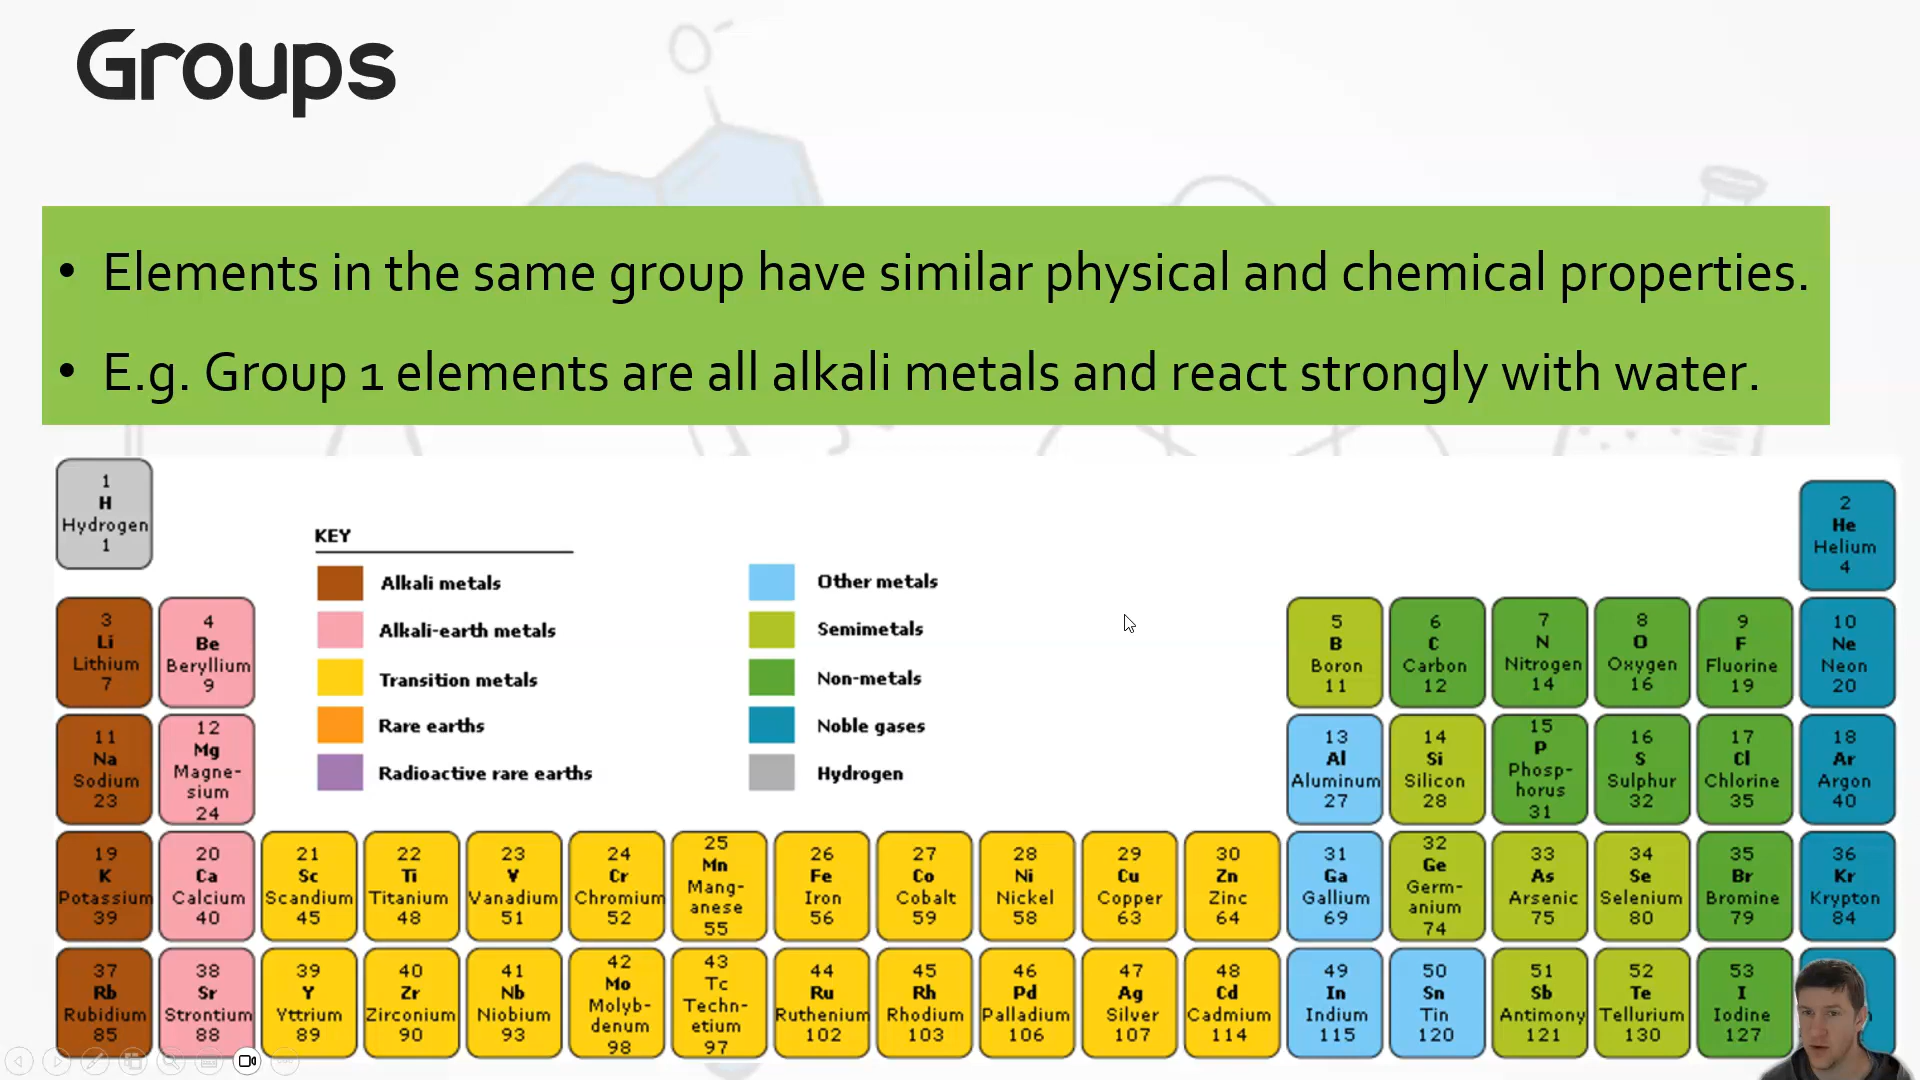 Groups
• Elements in the same group have similar physical and chemical properties.
• E.g. Group 1 elements are all alkali metals and react strongly with water.
KEY
Alkali metals
Alkali-earth metals
Transition metals
Rare earths
Radioactive rare earths
Other metals
Semimetals
Non-metals
Noble gases
Hydrogen
1
H
Hydrogen
1
2
He
Helium
4
3
Li
Lithium
7
4
Be
Beryllium
9
5
B
Boron
11
6
C
Carbon
12
7
N
Nitrogen
14
8
O
Oxygen
16
9
F
Fluorine
19
10
Ne
Neon
20
11
Na
Sodium
23
12
Mg
Magne-
sium
24
13
Al
Aluminum
27
14
Si
Silicon
28
15
P
Phosp-
horus
31
16
S
Sulphur
32
17
Cl
Chlorine
35
18
Ar
Argon
40
19
K
Potassium
39
20
Ca
Calcium
40
21
Sc
Scandium
45
22
Ti
Titanium
48
23
V
Vanadium
51
24
Cr
Chromium
52
25
Mn
Mang-
anese
55
26
Fe
Iron
56
27
Co
Cobalt
59
28
Ni
Nickel
58
29
Cu
Copper
63
30
Zn
Zinc
64
31
Ga
Gallium
69
32
Ge
Germ-
anium
74
33
As
Arsenic
75
34
Se
Selenium
80
35
Br
Bromine
79
36
Kr
Krypton
84
37
Rb
Rubidium
85
38
Sr
Strontium
88
39
Y
Yttrium
89
40
Zr
Zirconium
90
41
Nb
Niobium
93
42
Mo
Molyb-
denum
98
43
Tc
Techn-
etium
97
44
Ru
Ruthenium
102
45
Rh
Rhodium
103
46
Pd
Palladium
106
47
Ag
Silver
107
48
Cd
Cadmium
114
49
In
Indium
115
50
Sn
Tin
120
51
Sb
Antimony
121
52
Te
Tellurium
130
53
I
Iodine
127